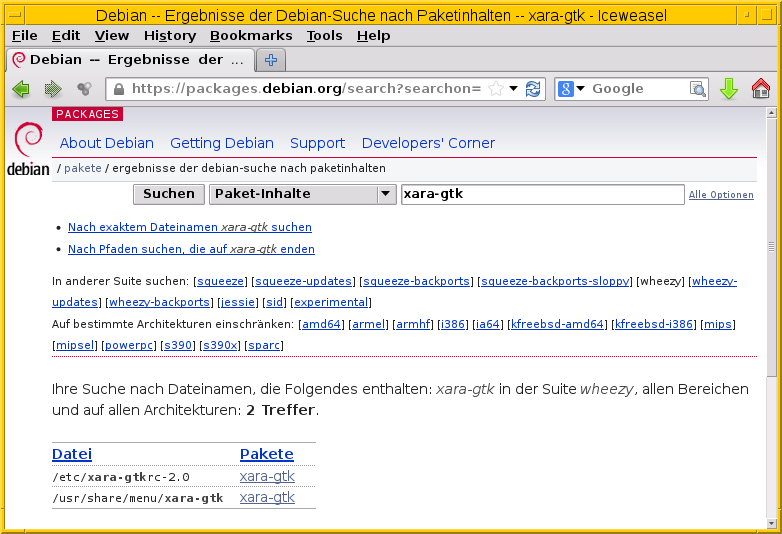 Debian -- Ergebnisse der Debian-Suche nach Paketinhalten -- xara-gtk - Iceweasel
File Edit View History Bookmarks Tools Help
Debian -- Ergebnisse der ...
https://packages.debian.org/search?searchon= Google
PACKAGES
About Debian Getting Debian Support Developers' Corner
debian / pakete / ergebnisse der debian-suche nach paketinhalten
Suchen Paket-Inhalte xara-gtk Alle Optionen
• Nach exaktem Dateinamen xara-gtk suchen
• Nach Pfaden suchen, die auf xara-gtk enden
In anderer Suite suchen: [squeeze] [squeeze-updates] [squeeze-backports] [squeeze-backports-sloppy] [wheezy] [wheezy-
updates] [wheezy-backports] [jessie] [sid] [experimental]
Auf bestimmte Architekturen einschränken: [amd64] [armel] [armhf] [i386] [ia64] [kfreebsd-amd64] [kfreebsd-i386] [mips]
[mipsel] [powerpc] [s390] [s390x] [sparc]
Ihre Suche nach Dateinamen, die Folgendes enthalten: xara-gtk in der Suite wheezy, allen Bereichen
und auf allen Architekturen: 2 Treffer.
Datei Pakete
/etc/xara-gtkrc-2.0 xara-gtk
/usr/share/menu/xara-gtk xara-gtk